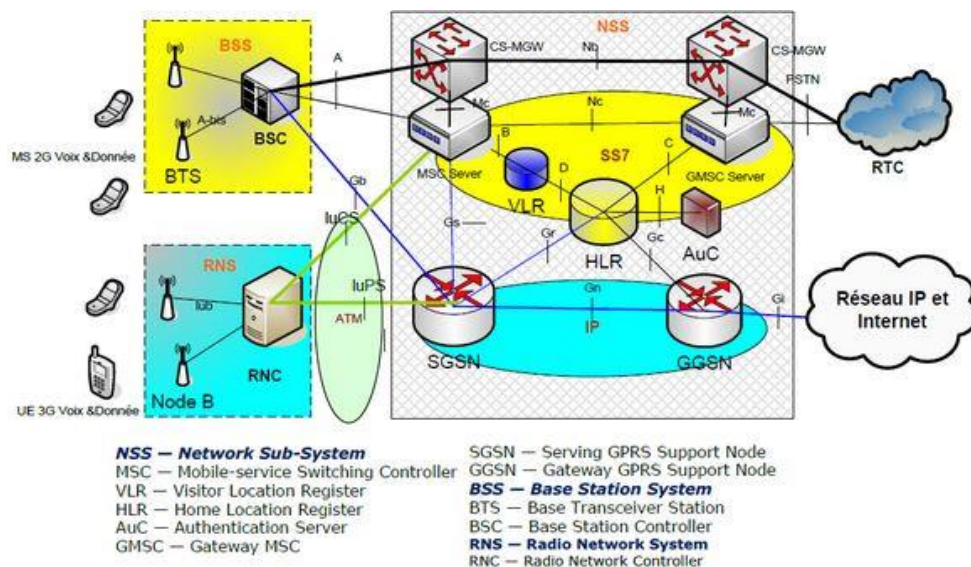 NSS
BSS
CS-MGW
Nb
CS-MGW
A
PSTN
Mc
Nc
Mc
BSC
A-bis
MS 2G Voix &Donnée
BTS
B
SS7
C
RTC
MSC Sever
D
GMSC Server
VLR
H
Gb
IuCS
Gs
Gr
HLR
Gc
AuC
RNS
IuPS
Gn
Gi
Réseau IP et
Internet
Iub
ATM
IP
SGSN
GGSN
RNC
Node B
UE 3G Voix &Donnée
NSS — Network Sub-System
MSC — Mobile-service Switching Controller
VLR — Visitor Location Register
HLR — Home Location Register
AuC — Authentication Server
GMSC — Gateway MSC
SGSN — Serving GPRS Support Node
GGSN — Gateway GPRS Support Node
BSS — Base Station System
BTS — Base Transceiver Station
BSC — Base Station Controller
RNS — Radio Network System
RNC — Radio Network Controller